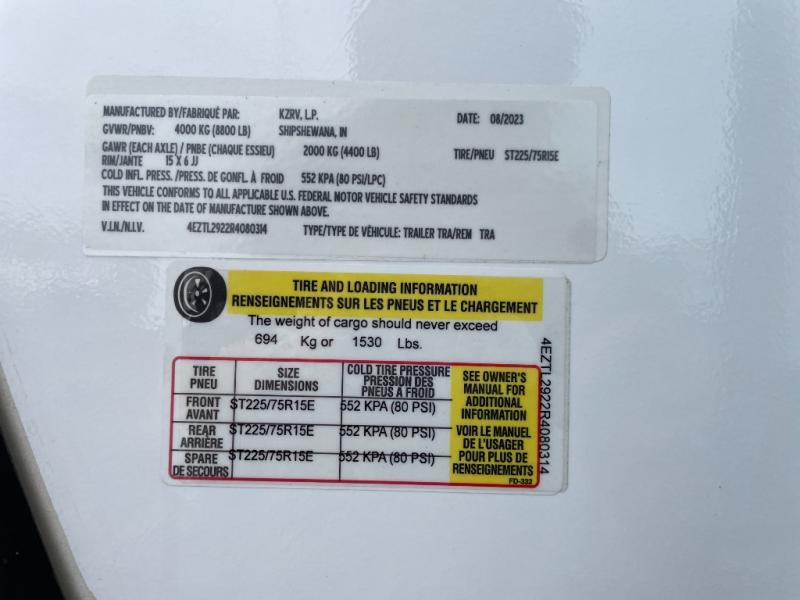 MANUFACTURED BY/FABRIQUÉ PAR: KZRV, L.P. DATE: 08/2023
GVWR/PNBV: 4000 KG (8800 LB) SHIPSHEWANA, IN
GAWR (EACH AXLE) / PNBE (CHAQUE ESSIEU) 2000 KG (4400 LB) TIRE/PNEU ST225/75R15E
RIM/JANTE 15 X 6 JJ
COLD INFL. PRESS. /PRESS. DE GONFL. À FROID 552 KPA (80 PSI/LPC)
THIS VEHICLE CONFORMS TO ALL APPLICABLE U.S. FEDERAL MOTOR VEHICLE SAFETY STANDARDS
IN EFFECT ON THE DATE OF MANUFACTURE SHOWN ABOVE.
V.I.N./N.I.V. 4EZTL2922R4080314 TYPE/TYPE DE VÉHICULE: TRAILER TRA/REM TRA
TIRE AND LOADING INFORMATION
RENSEIGNEMENTS SUR LES PNEUS ET LE CHARGEMENT
The weight of cargo should never exceed
694 Kg or 1530 Lbs.
TIRE
PNEU
SIZE
DIMENSIONS
COLD TIRE PRESSURE
PRESSION DES
PNEUS A FROID
FRONT
AVANT
ST225/75R15E
552 KPA (80 PSI)
REAR
ARRIÈRE
ST225/75R15E
552 KPA (80 PSI)
SPARE
DE SECOURS
ST225/75R15E
552 KPA (80 PSI)
SEE OWNER'S
MANUAL FOR
ADDITIONAL
INFORMATION
VOIR LE MANUEL
DE L'USAGER
POUR PLUS DE
RENSEIGNEMENTS
FD-332
4EZTL2922R4080314